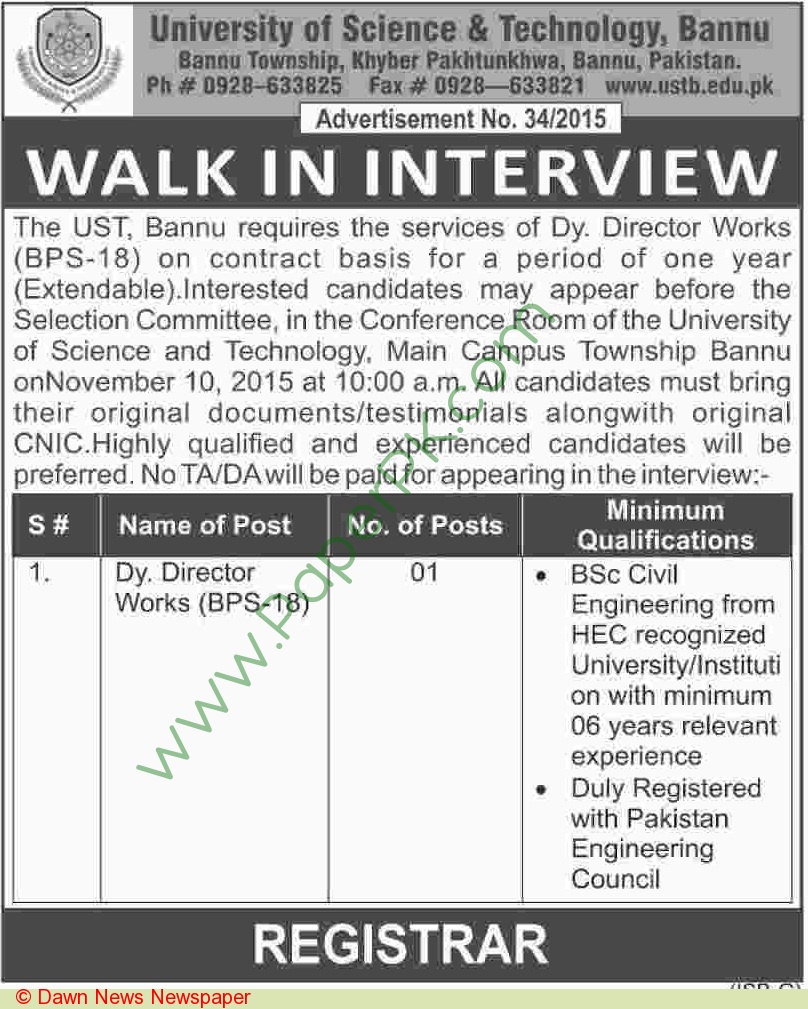 University of Science & Technology, Bannu
Bannu Township, Khyber Pakhtunkhwa, Bannu, Pakistan.
Ph # 0928-633825 Fax # 0928—633821 www.ustb.edu.pk
Advertisement No. 34/2015
WALK IN INTERVIEW
The UST, Bannu requires the services of Dy. Director Works
(BPS-18) on contract basis for a period of one year
(Extendable).Interested candidates may appear before the
Selection Committee, in the Conference Room of the University
of Science and Technology, Main Campus Township Bannu
onNovember 10, 2015 at 10:00 a.m. All candidates must bring
their original documents/testimonials alongwith original
CNIC.Highly qualified and experienced candidates will be
preferred. No TA/DA will be paid for appearing in the interview:-
S # Name of Post No. of Posts Minimum
Qualifications
1. Dy. Director 01 • BSc Civil
Works (BPS-18) Engineering from
HEC recognized
University/Instituti
on with minimum
06 years relevant
experience
• Duly Registered
with Pakistan
Engineering
Council
REGISTRAR
© Dawn News Newspaper
www.PaperPK.com